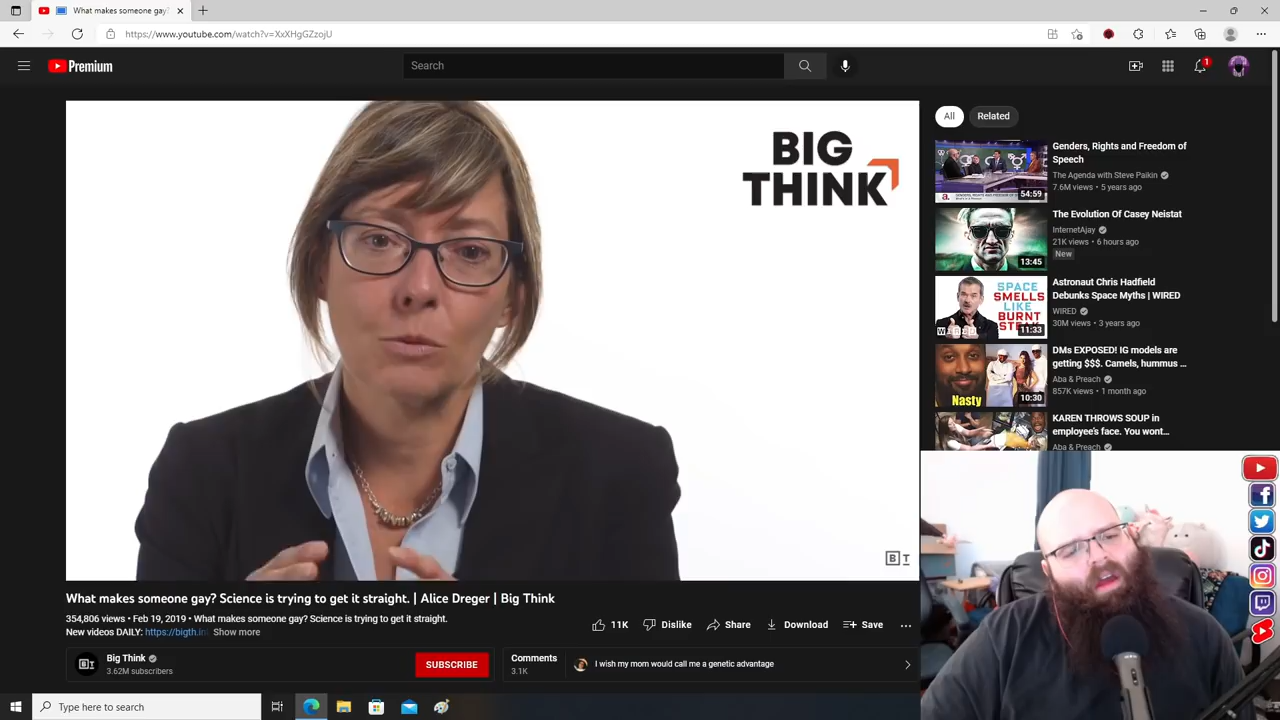 What makes someone gay?
https://www.youtube.com/watch?v=XxXHgGZzojU
Premium
Search
1
BIG
THINK
BT
All
Related
Genders, Rights and Freedom of
Speech
The Agenda with Steve Paikin
7.6M views • 5 years ago
54:59
The Evolution Of Casey Neistat
InternetAjay
21K views • 6 hours ago
New
13:45
Astronaut Chris Hadfield
Debunks Space Myths | WIRED
WIRED
30M views • 3 years ago
SPACE
SMELLS
LIKE
BURNT
WIRED
11:33
DMs EXPOSED! IG models are
getting $$$. Camels, hummus ...
Aba & Preach
857K views • 1 month ago
Nasty
10:30
KAREN THROWS SOUP in
employee's face. You wont...
Aba & Preach
What makes someone gay? Science is trying to get it straight. | Alice Dreger | Big Think
354,806 views • Feb 19, 2019 • What makes someone gay? Science is trying to get it straight.
New videos DAILY: https://bigth.in
Show more
11K
Dislike
Share
Download
Save
Big Think
3.62M subscribers
SUBSCRIBE
Comments
3.1K
I wish my mom would call me a genetic advantage
Type here to search